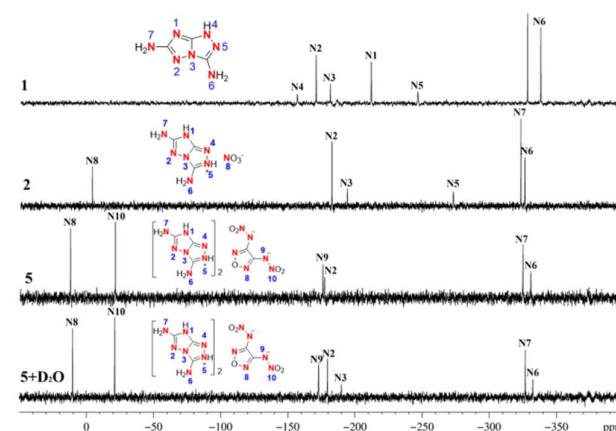 1
H
N4
N
7
H₂N
N
N 5
N
N
2
3
NH₂
6
N4 N2 N3 N1 N5 N6
1
7
H₂N
H
N 1
4
N
N
2
N
3
NH
+
5
H₂N
6
NO₃⁻
8
N8 N2 N3 N5 N7 N6
2
7
H₂N
H
N 1
4
N
N
2
N
3
NH
+
5
H₂N
6
2
O₂N
N⁻
9
N⁻
NO₂
10
N
O
N
8
N8 N10 N9 N2 N7 N6
5
7
H₂N
H
N 1
4
N
N
2
N
3
NH
+
5
H₂N
6
2
O₂N
N⁻
9
N⁻
NO₂
10
N
O
N
8
N8 N10 N9 N2 N3 N7 N6
5+D₂O
0 −50 −100 −150 −200 −250 −300 −350